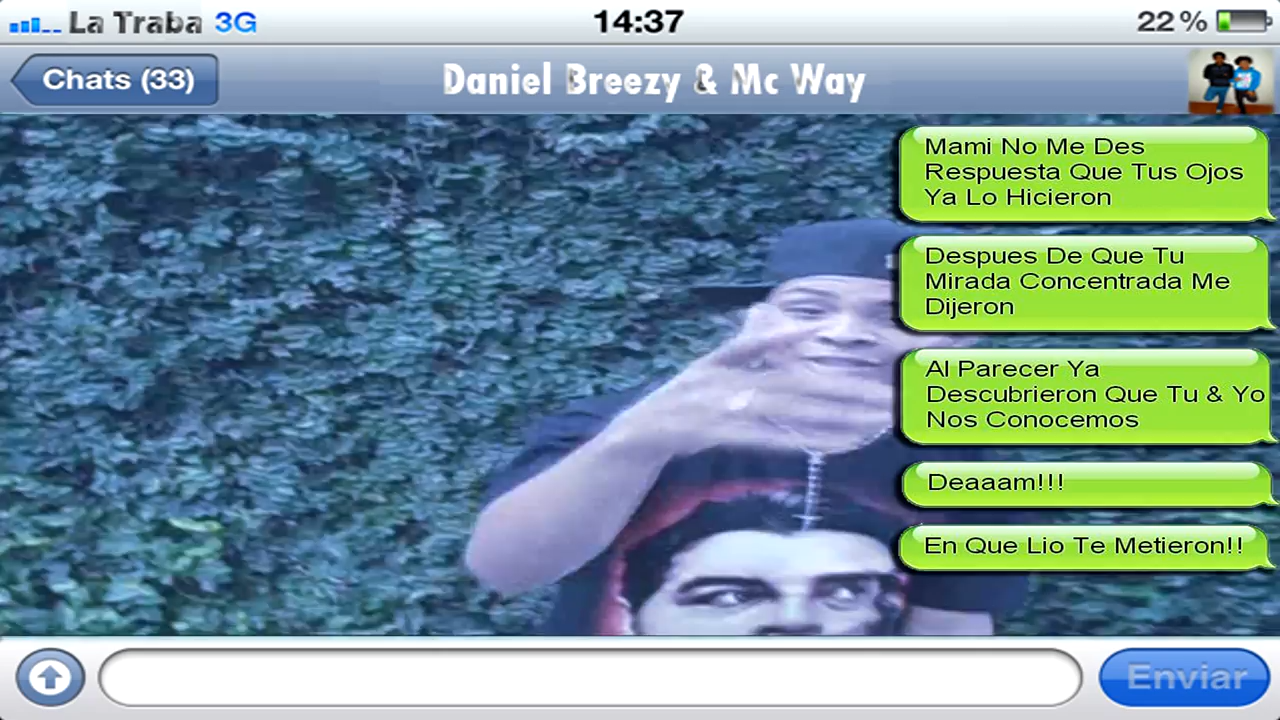 La Traba 3G 14:37 22 %
Chats (33) Daniel Breezy & Mc Way
Mami No Me Des
Respuesta Que Tus Ojos
Ya Lo Hicieron
Despues De Que Tu
Mirada Concentrada Me
Dijeron
Al Parecer Ya
Descubrieron Que Tu & Yo
Nos Conocemos
Deaaam!!!
En Que Lio Te Metieron!!
Enviar